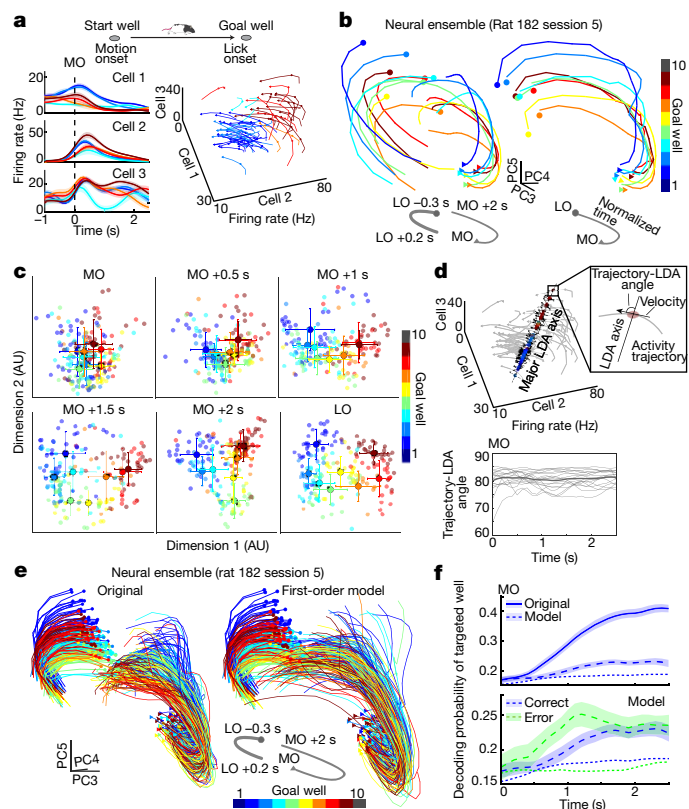 a
Start well
Goal well
Motion onset
Lick onset
MO
Cell 1
20
10
0
Cell 2
50
0
Cell 3
20
0
Firing rate (Hz)
−1
0
2
Time (s)
Cell 3
40
20
0
Cell 1
30
10
Cell 2
80
Firing rate (Hz)
b
Neural ensemble (Rat 182 session 5)
10
Goal well
1
PC5
PC4
PC3
LO −0.3 s
MO +2 s
LO +0.2 s
MO
LO
Normalized time
MO
c
MO
MO +0.5 s
MO +1 s
MO +1.5 s
MO +2 s
LO
Dimension 2 (AU)
Dimension 1 (AU)
10
Goal well
1
d
Cell 3
40
20
0
Cell 1
30
10
Cell 2
80
Firing rate (Hz)
Major LDA axis
Trajectory-LDA angle
Velocity
LDA axis
Activity trajectory
MO
90
80
70
60
Trajectory-LDA angle
0
1
2
Time (s)
e
Neural ensemble (rat 182 session 5)
Original
First-order model
PC5
PC4
PC3
LO −0.3 s
MO +2 s
LO +0.2 s
MO
1
Goal well
10
f
MO
0.4
0.3
0.2
Original
Model
Decoding probability of targeted well
Correct
Error
Model
0.25
0.2
0.15
0
1
2
Time (s)